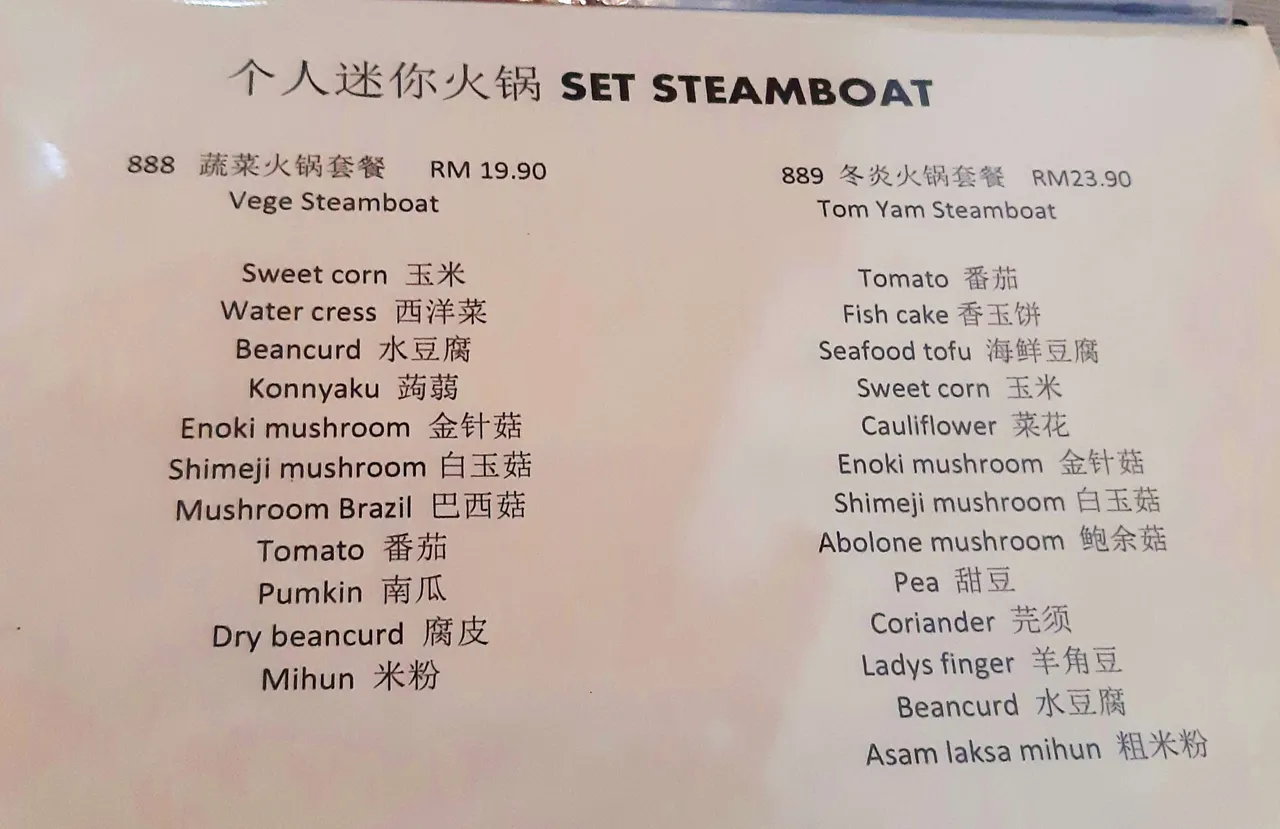 个人迷你火锅 SET STEAMBOAT
888 蔬菜火锅套餐 RM 19.90
Vege Steamboat
Sweet corn 玉米
Water cress 西洋菜
Beancurd 水豆腐
Konnyaku 蒟蒻
Enoki mushroom 金针菇
Shimeji mushroom 白玉菇
Mushroom Brazil 巴西菇
Tomato 番茄
Pumkin 南瓜
Dry beancurd 腐皮
Mihun 米粉
889 冬炎火锅套餐 RM23.90
Tom Yam Steamboat
Tomato 番茄
Fish cake 香玉饼
Seafood tofu 海鲜豆腐
Sweet corn 玉米
Cauliflower 菜花
Enoki mushroom 金针菇
Shimeji mushroom 白玉菇
Abolone mushroom 鲍余菇
Pea 甜豆
Coriander 芫须
Ladys finger 羊角豆
Beancurd 水豆腐
Asam laksa mihun 粗米粉